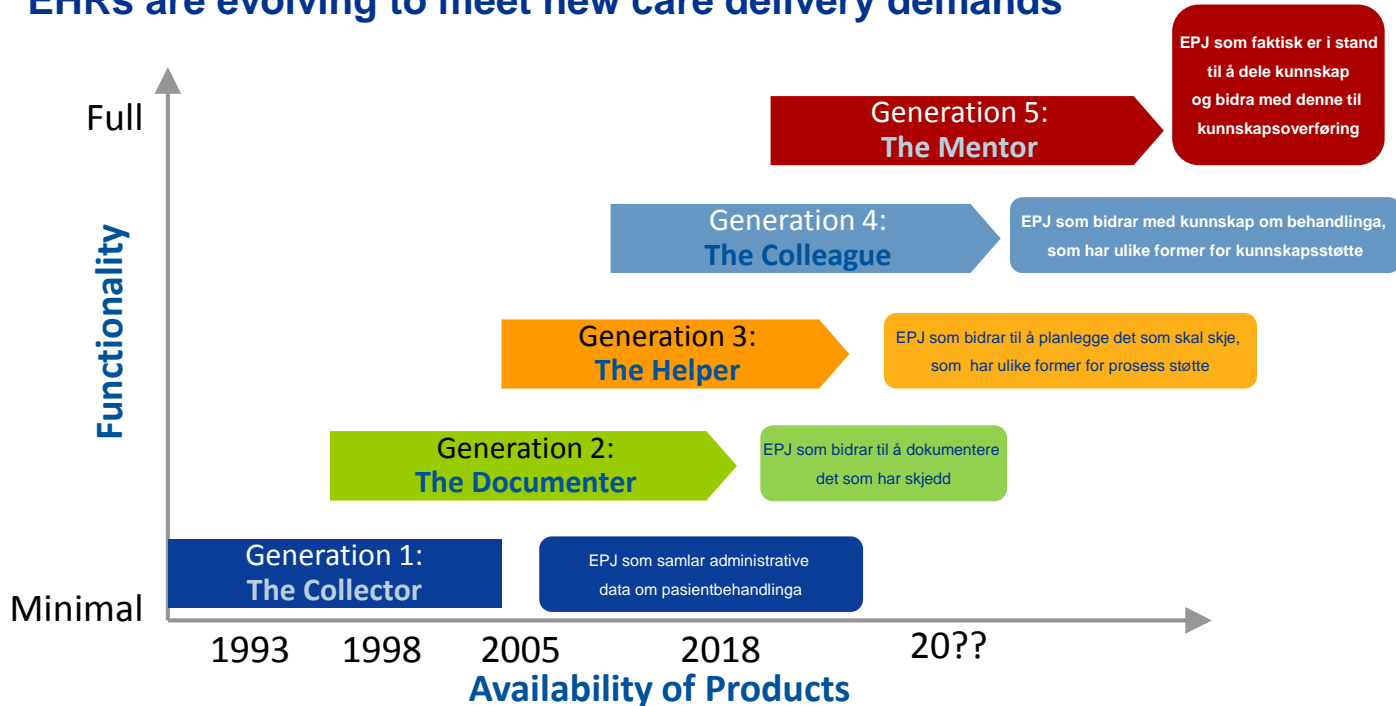 EHRs are evolving to meet new care delivery demands
EPJ som faktisk er i stand
til å dele kunnskap
og bidra med denne til
kunnskapsoverføring
Full
Generation 5:
The Mentor
Generation 4:
The Colleague
EPJ som bidrar med kunnskap om behandlinga,
som har ulike former for kunnskapsstøtte
Functionality
Generation 3:
The Helper
EPJ som bidrar til å planlegge det som skal skje,
som har ulike former for prosess støtte
Generation 2:
The Documenter
EPJ som bidrar til å dokumentere
det som har skjedd
Generation 1:
The Collector
EPJ som samlar administrative
data om pasientbehandlinga
Minimal
1993 1998 2005 2018 20??
Availability of Products